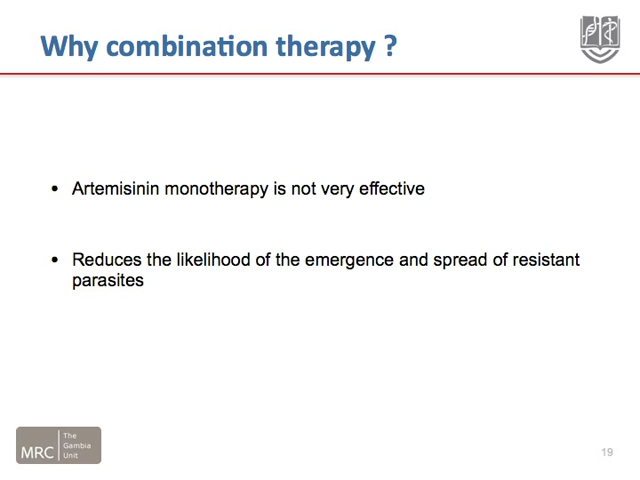 Why combination therapy ?
• Artemisinin monotherapy is not very effective
• Reduces the likelihood of the emergence and spread of resistant
parasites
MRC
The
Gambia
Unit
19